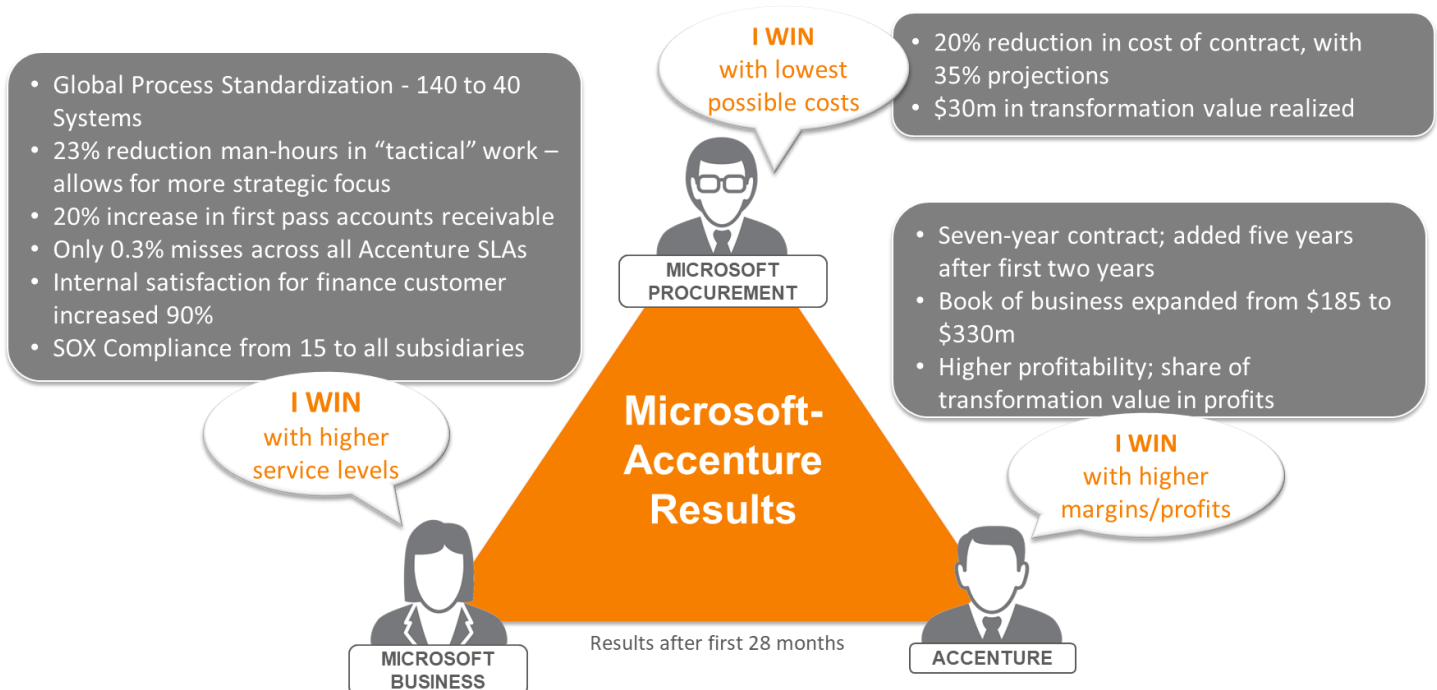 I WIN
with lowest
possible costs
• 20% reduction in cost of contract, with
35% projections
• $30m in transformation value realized
• Global Process Standardization - 140 to 40
Systems
• 23% reduction man-hours in “tactical” work –
allows for more strategic focus
• 20% increase in first pass accounts receivable
• Only 0.3% misses across all Accenture SLAs
• Internal satisfaction for finance customer
increased 90%
• SOX Compliance from 15 to all subsidiaries
MICROSOFT
PROCUREMENT
• Seven-year contract; added five years
after first two years
• Book of business expanded from $185 to
$330m
• Higher profitability; share of
transformation value in profits
I WIN
with higher
service levels
Microsoft-
Accenture
Results
I WIN
with higher
margins/profits
MICROSOFT
BUSINESS
Results after first 28 months
ACCENTURE